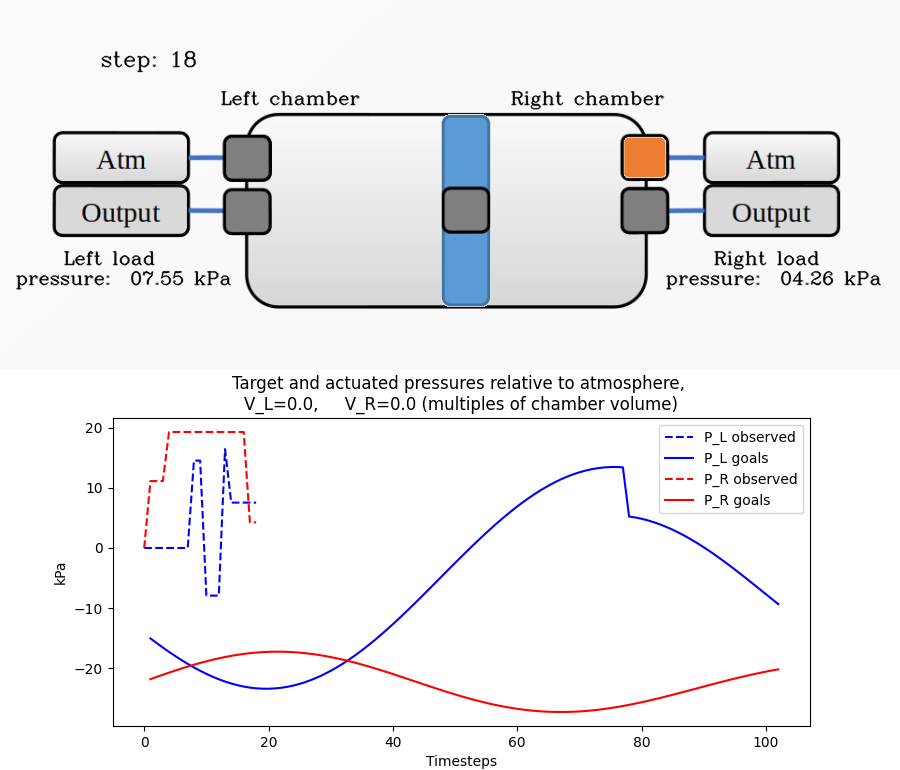 step: 18
Left chamber
Right chamber
Atm
Atm
Output
Output
Left load
pressure: 07.55 kPa
Right load
pressure: 04.26 kPa
Target and actuated pressures relative to atmosphere,
V_L=0.0, V_R=0.0 (multiples of chamber volume)
P_L observed
P_L goals
P_R observed
P_R goals
kPa
20
10
0
−10
−20
0
20
40
60
80
100
Timesteps